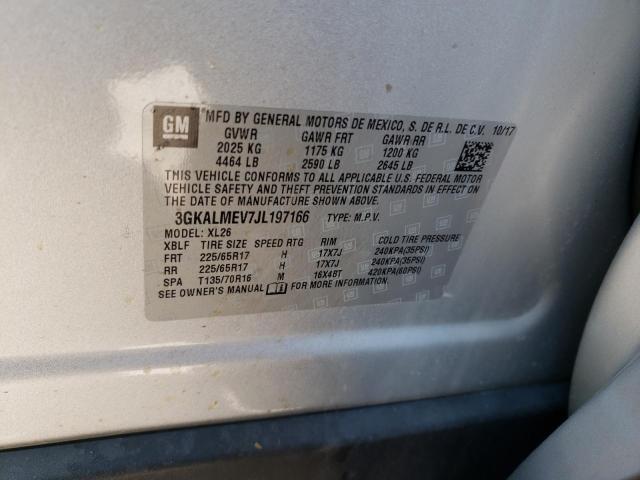 GM
MFD BY GENERAL MOTORS DE MEXICO, S. DE R.L. DE C.V. 10/17
GVWR GAWR FRT GAWR RR
2025 KG 1175 KG 1200 KG
4464 LB 2590 LB 2645 LB
THIS VEHICLE CONFORMS TO ALL APPLICABLE U.S. FEDERAL MOTOR
VEHICLE SAFETY AND THEFT PREVENTION STANDARDS IN EFFECT ON
THE DATE OF MANUFACTURE SHOWN ABOVE.
3GKALMEV7JL197166 TYPE: M.P.V.
MODEL: XL26
XBLF TIRE SIZE SPEED RTG RIM COLD TIRE PRESSURE
FRT 225/65R17 H 17X7J 240KPA(35PSI)
RR 225/65R17 H 17X7J 240KPA(35PSI)
SPA T135/70R16 M 16X4BT 420KPA(60PSI)
SEE OWNER'S MANUAL FOR MORE INFORMATION.